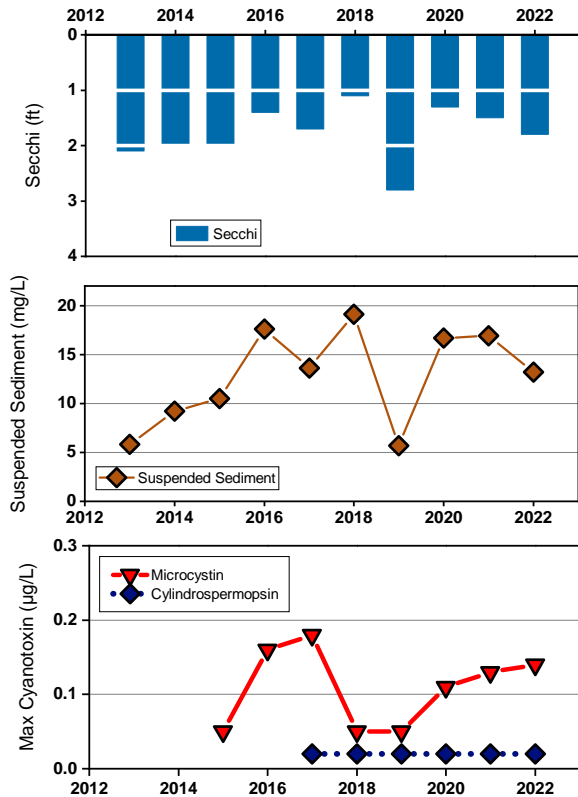 2012 2014 2016 2018 2020 2022
0
1
2
3
4
Secchi (ft)
Secchi
20
15
10
5
0
Suspended Sediment (mg/L)
Suspended Sediment
2012 2014 2016 2018 2020 2022
0.3
0.2
0.1
0.0
Max Cyanotoxin (µg/L)
Microcystin
Cylindrospermopsin
2012 2014 2016 2018 2020 2022